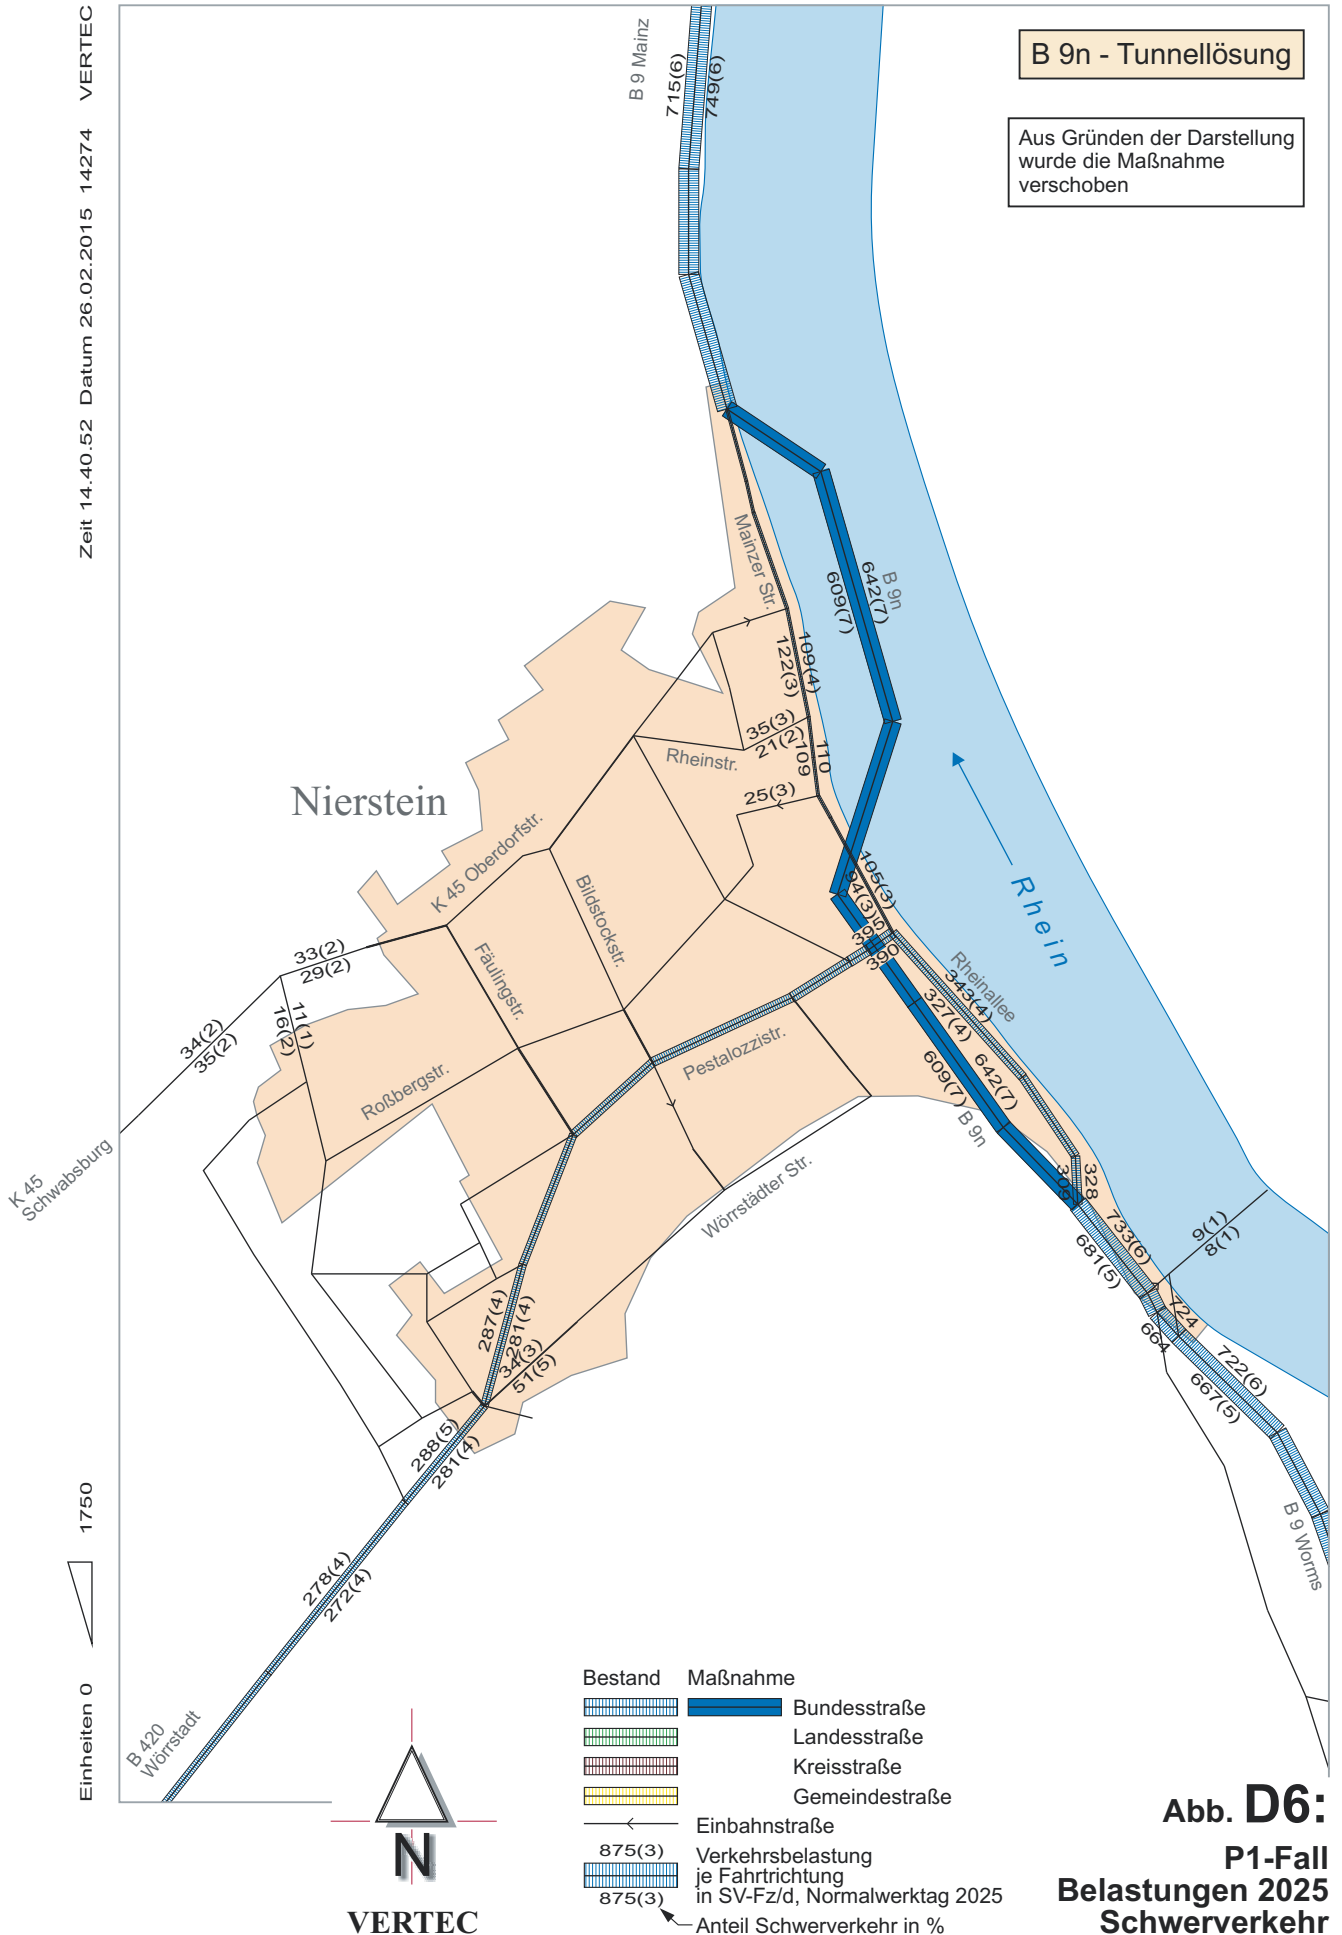 Zeit 14.40.52 Datum 26.02.2015 14274 VERTEC
B 9n - Tunnellösung
Aus Gründen der Darstellung
wurde die Maßnahme
verschoben
B 9 Mainz
715(6)
749(6)
Mainzer Str.
609(7)
642(7)
B 9n
109(4)
122(3)
35(3)
21(2)
109
110
Rheinstr.
25(3)
Nierstein
K 45 Oberdorfstr.
Bildstockstr.
Fäulingstr.
105(3)
94(3)
395
390
Rhein
Rheinallee
343(4)
327(4)
33(2)
29(2)
11(1)
16(2)
34(2)
35(2)
Roßbergstr.
Pestalozzistr.
642(7)
609(7)
B 9n
K 45
Schwabsburg
Wörrstädter Str.
309
328
733(6)
681(5)
9(1)
8(1)
724
664
722(6)
667(5)
287(4)
281(4)
34(3)
51(5)
288(5)
281(4)
278(4)
272(4)
B 9 Worms
B 420
Wörrstadt
Einheiten 0 1750
N
VERTEC
Bestand Maßnahme
Bundesstraße
Landesstraße
Kreisstraße
Gemeindestraße
Einbahnstraße
875(3) Verkehrsbelastung
je Fahrtrichtung
875(3) in SV-Fz/d, Normalwerktag 2025
Anteil Schwerverkehr in %
Abb. D6:
P1-Fall
Belastungen 2025
Schwerverkehr